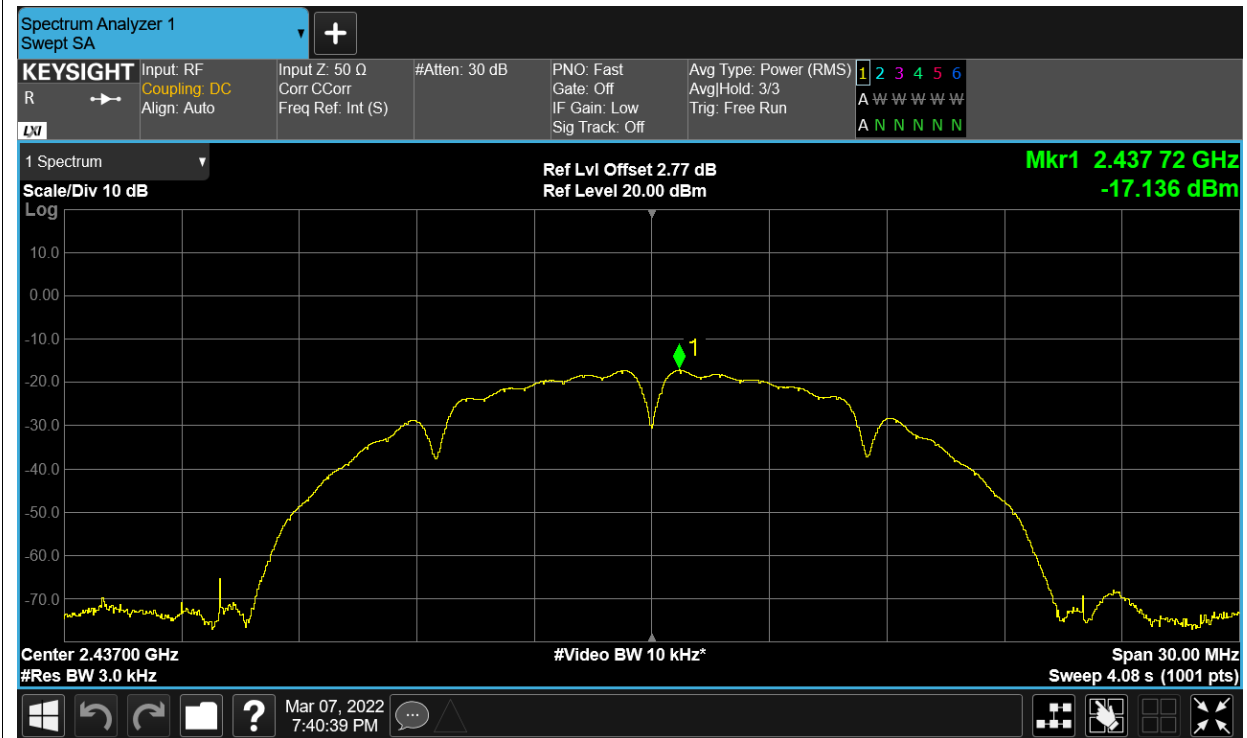 Spectrum Analyzer 1
Swept SA
KEYSIGHT
R
LXI
Input: RF
Coupling: DC
Align: Auto
Input Z: 50 Ω
Corr CCorr
Freq Ref: Int (S)
#Atten: 30 dB
PNO: Fast
Gate: Off
IF Gain: Low
Sig Track: Off
Avg Type: Power (RMS)
Avg|Hold: 3/3
Trig: Free Run
1 2 3 4 5 6
A W W W W W
A N N N N N
1 Spectrum
Scale/Div 10 dB
Log
Ref Lvl Offset 2.77 dB
Ref Level 20.00 dBm
Mkr1 2.437 72 GHz
-17.136 dBm
10.0
0.00
-10.0
1
-20.0
-30.0
-40.0
-50.0
-60.0
-70.0
Center 2.43700 GHz
#Res BW 3.0 kHz
#Video BW 10 kHz*
Span 30.00 MHz
Sweep 4.08 s (1001 pts)
?
Mar 07, 2022
7:40:39 PM